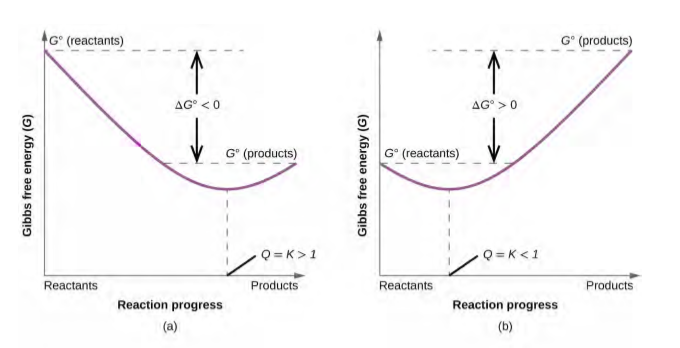 G° (reactants)
ΔG° < 0
G° (products)
Q = K > 1
Gibbs free energy (G)
Reactants
Products
Reaction progress
(a)
G° (products)
ΔG° > 0
G° (reactants)
Q = K < 1
Gibbs free energy (G)
Reactants
Products
Reaction progress
(b)